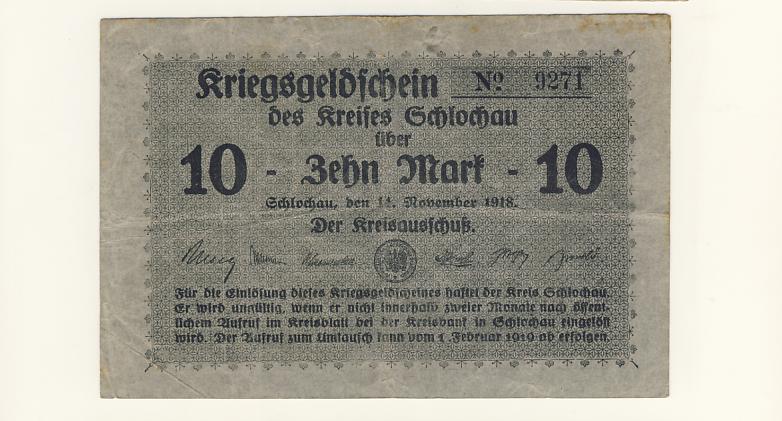 Kriegsgeldschein No 9271
des Kreises Schlochau
über
10 - Zehn Mark - 10
Schlochau, den 14. November 1918.
Der Kreisausschuß.
Für die Einlösung dieses Kriegsgeldscheines haftet der Kreis Schlochau.
Er wird ungültig, wenn er nicht innerhalb zweier Monate nach öffent-
lichem Aufruf im Kreisblatt bei der Kreisbank in Schlochau eingelöst
wird. Der Aufruf zum Umtausch kann vom 1. Februar 1919 ab erfolgen.